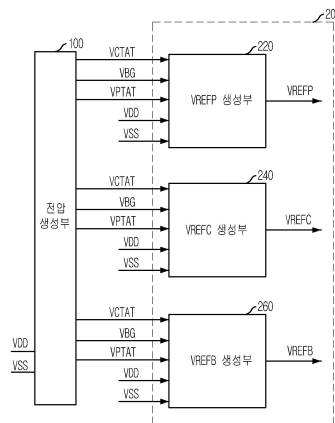 20
100
220
VCTAT
VBG
VPTAT
VDD
VSS
VREFP 생성부
VREFP
240
VCTAT
VBG
VPTAT
VDD
VSS
VREFC 생성부
VREFC
전압
생성부
260
VCTAT
VBG
VPTAT
VDD
VSS
VREFB 생성부
VREFB
VDD
VSS